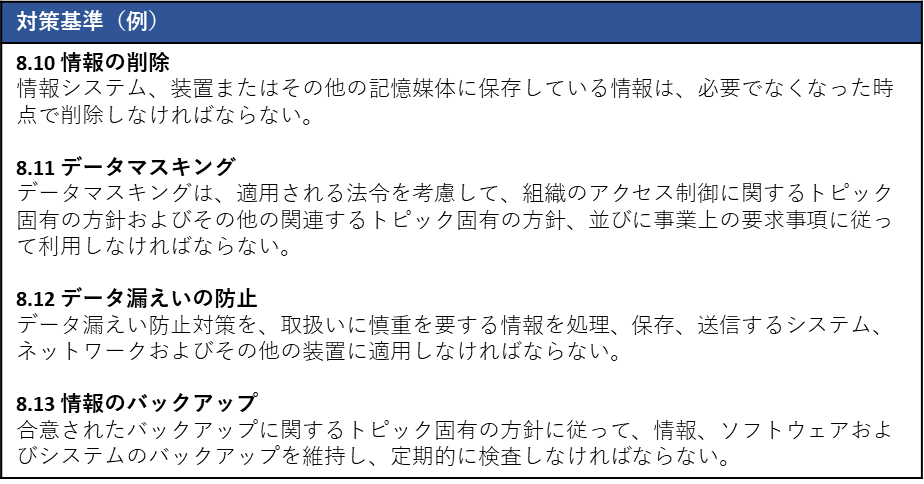 対策基準（例）
8.10 情報の削除
情報システム、装置またはその他の記憶媒体に保存している情報は、必要でなくなった時
点で削除しなければならない。
8.11 データマスキング
データマスキングは、適用される法令を考慮して、組織のアクセス制御に関するトピック
固有の方針およびその他の関連するトピック固有の方針、並びに事業上の要求事項に従っ
て利用しなければならない。
8.12 データ漏えいの防止
データ漏えい防止対策を、取扱いに慎重を要する情報を処理、保存、送信するシステム、
ネットワークおよびその他の装置に適用しなければならない。
8.13 情報のバックアップ
合意されたバックアップに関するトピック固有の方針に従って、情報、ソフトウェアおよ
びシステムのバックアップを維持し、定期的に検査しなければならない。